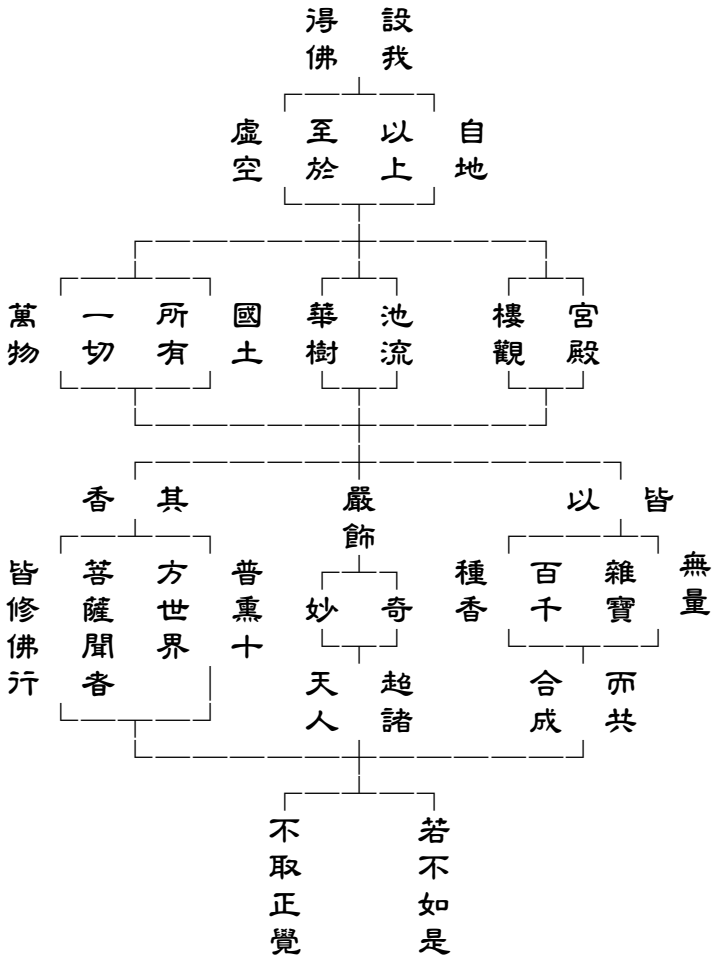 設我
得佛
自地
以上
至於
虛空
宮殿
樓觀
池流
華樹
國土
所有
一切
萬物
皆
以
無量
雜寶
百千
種香
而共
合成
嚴飾
奇
妙
超諸
天人
其
香
普熏十
方世界
菩薩聞者
皆修佛行
若不如是
不取正覺